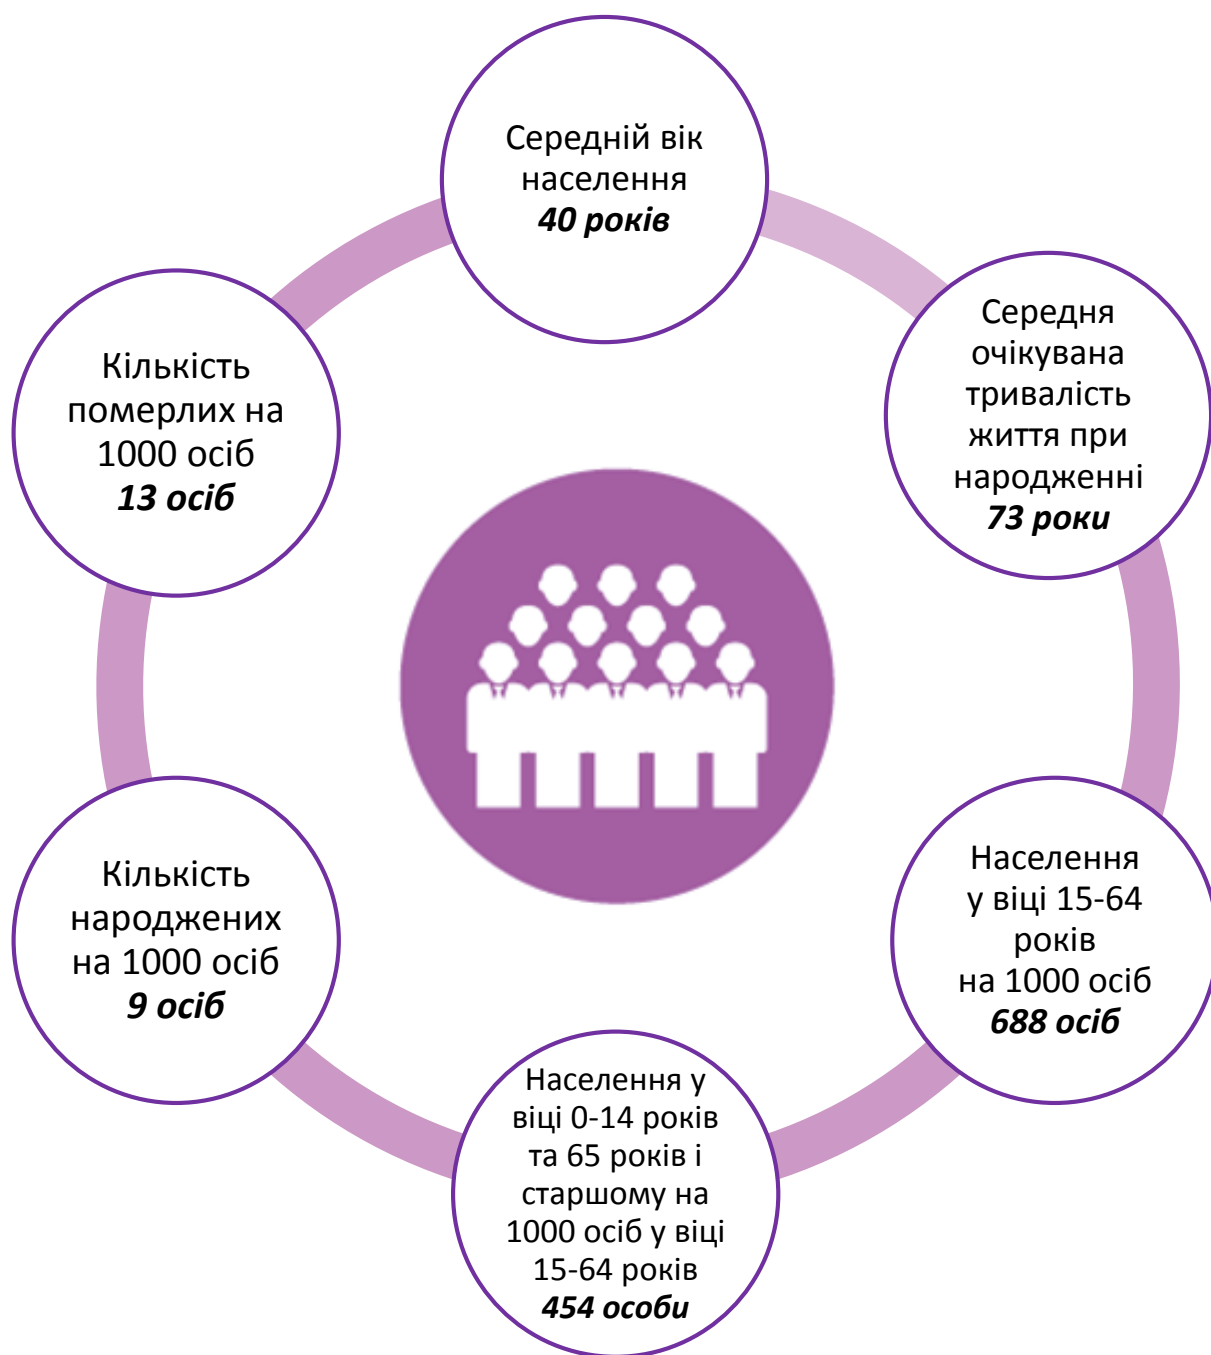 Середній вік
населення
40 років
Середня
очікувана
тривалість
життя при
народженні
73 роки
Населення
у віці 15-64
років
на 1000 осіб
688 осіб
Населення у
віці 0-14 років
та 65 років і
старшому на
1000 осіб у віці
15-64 років
454 особи
Кількість
народжених
на 1000 осіб
9 осіб
Кількість
померлих на
1000 осіб
13 осіб